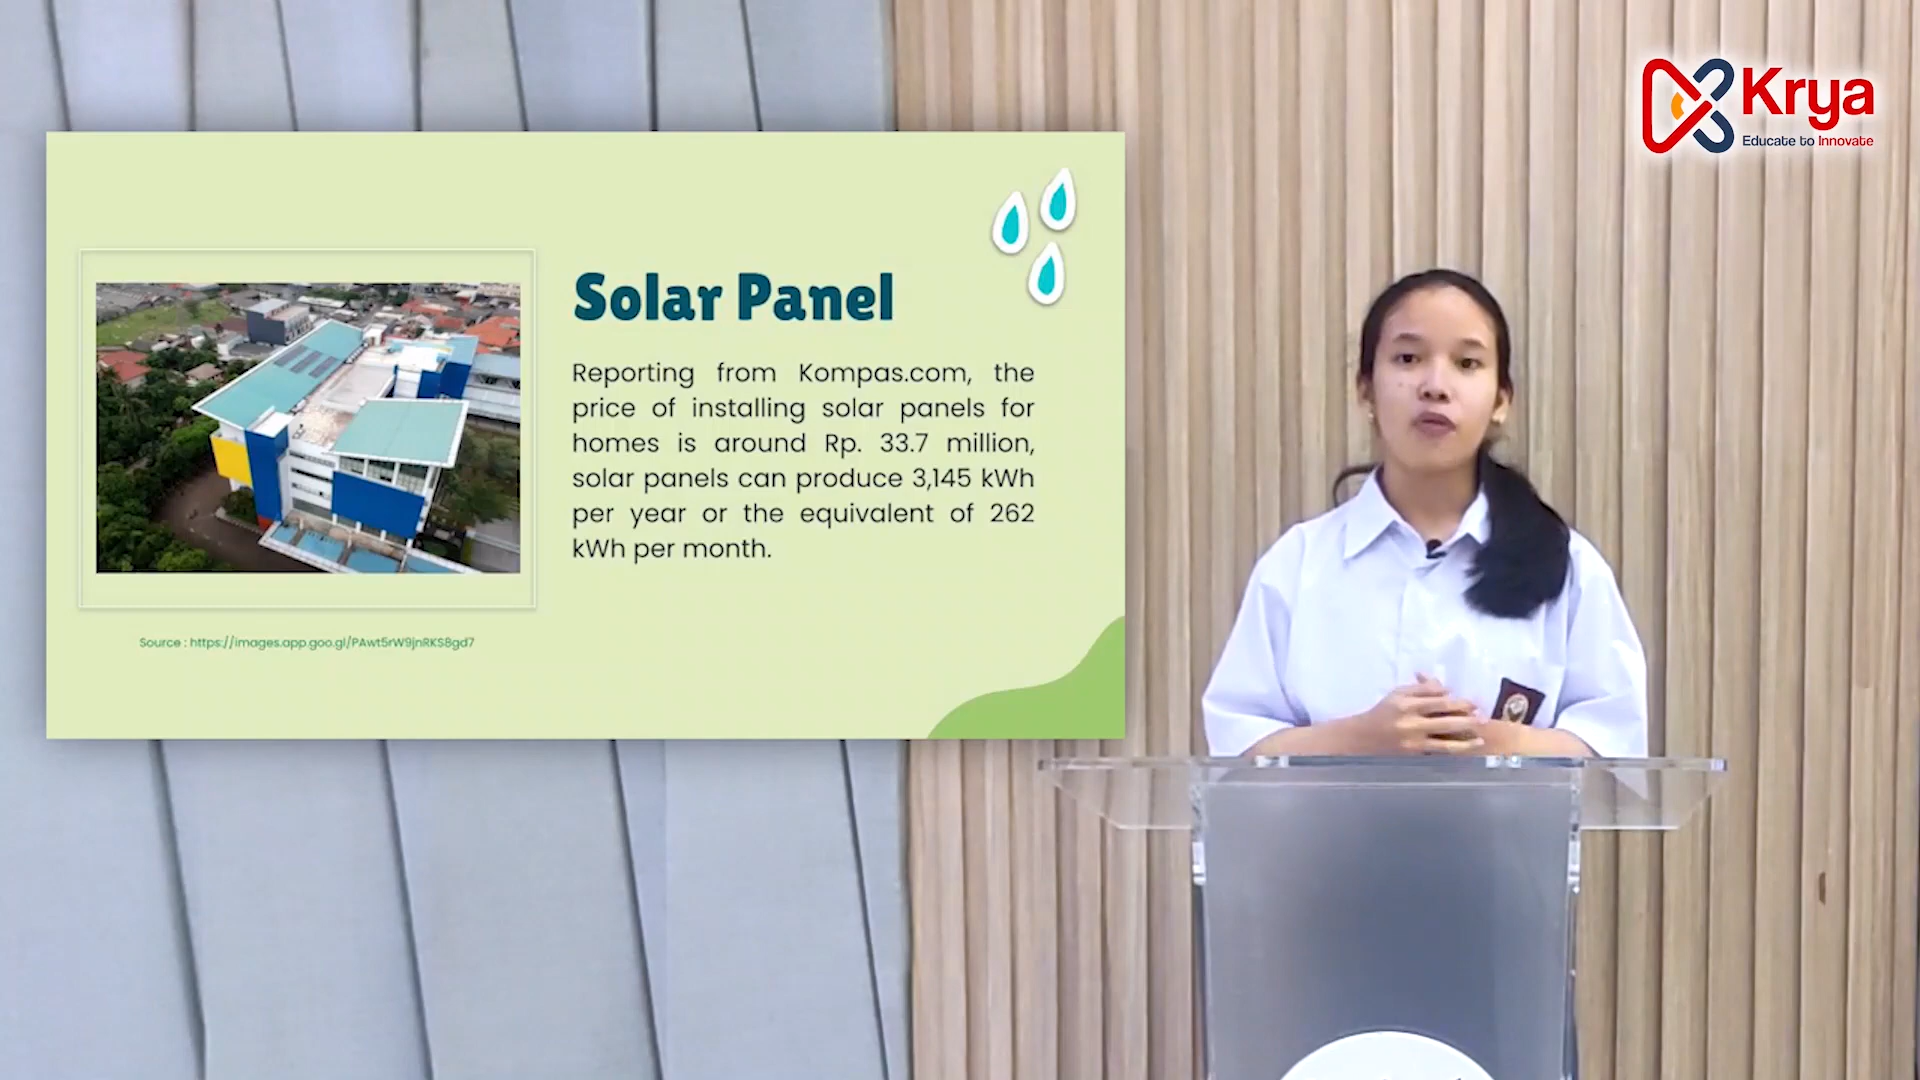 Krya
Educate to Innovate
Solar Panel
Reporting from Kompas.com, the
price of installing solar panels for
homes is around Rp. 33.7 million,
solar panels can produce 3,145 kWh
per year or the equivalent of 262
kWh per month.
Source : https://images.app.goo.gl/PAwt5rW9jnRKS8gd7